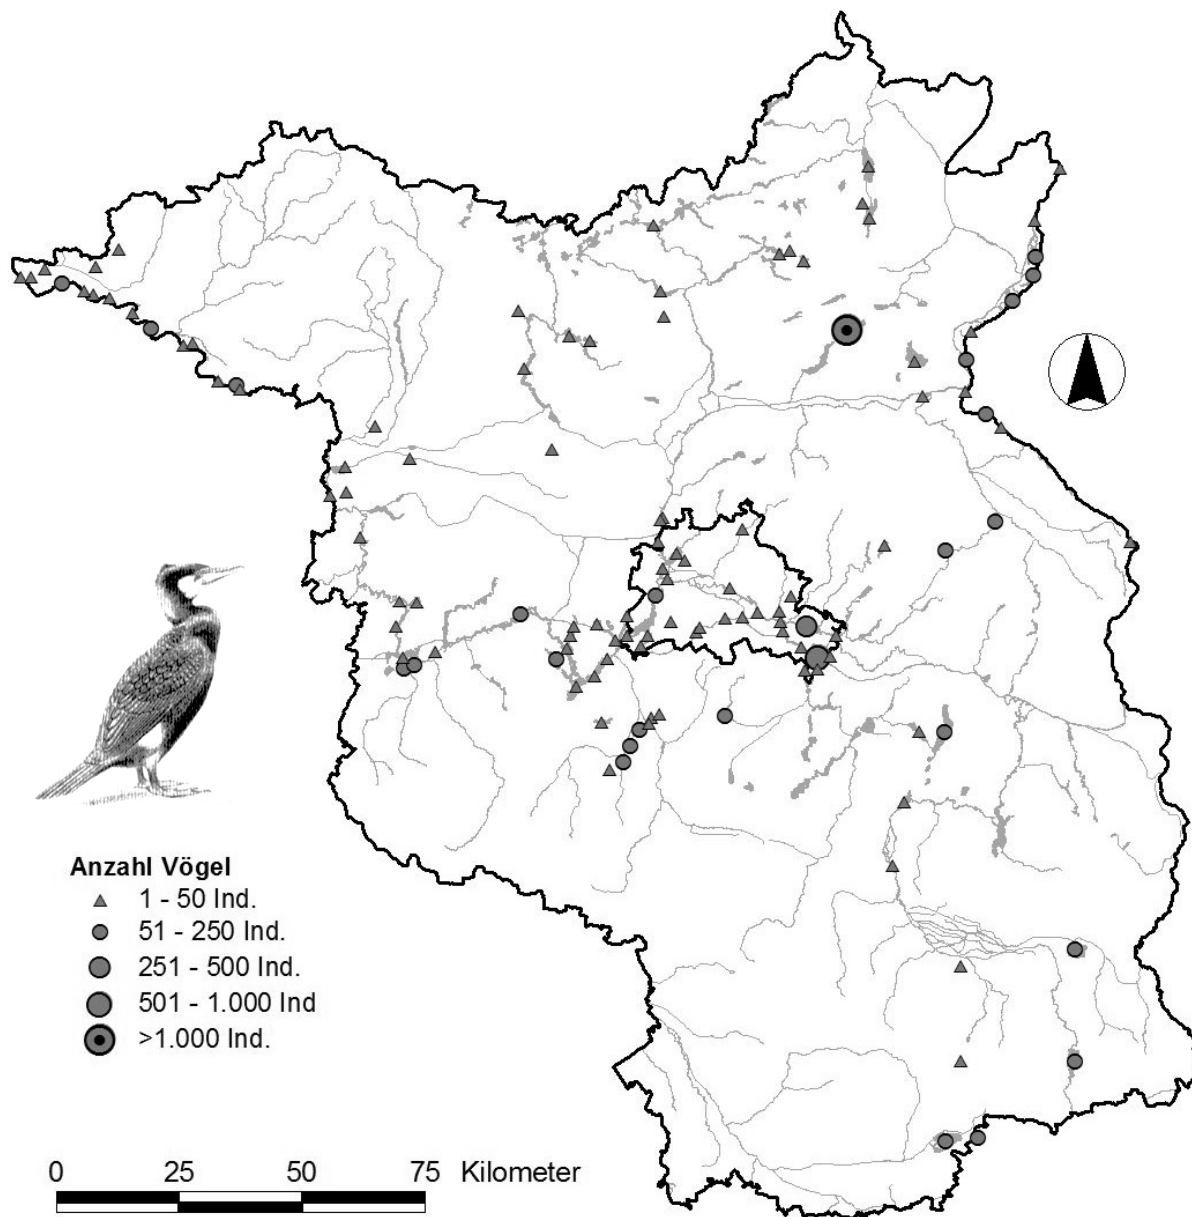 Anzahl Vögel
1 - 50 Ind.
51 - 250 Ind.
251 - 500 Ind.
501 - 1.000 Ind
>1.000 Ind.
0 25 50 75 Kilometer